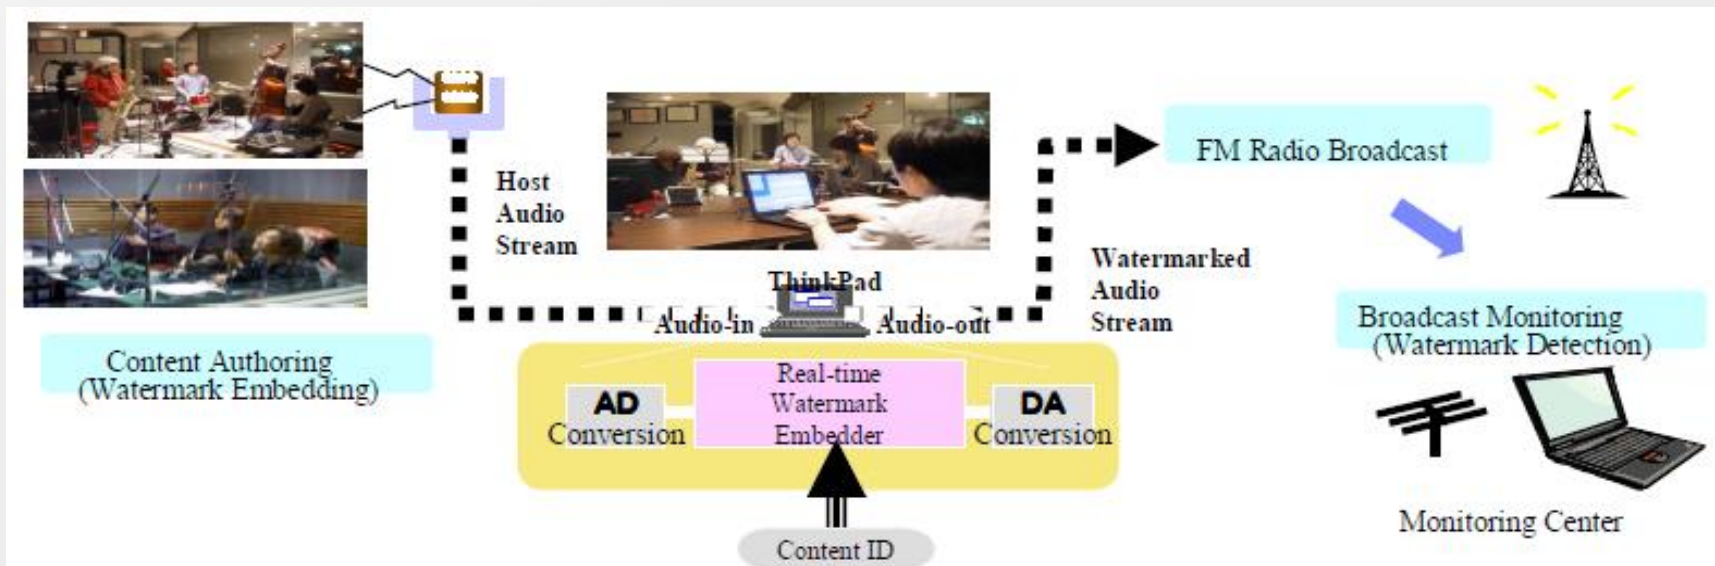 Host
Audio
Stream
ThinkPad
Audio-in
Audio-out
Watermarked
Audio
Stream
FM Radio Broadcast
Content Authoring
(Watermark Embedding)
AD
Conversion
Real-time
Watermark
Embedder
DA
Conversion
Content ID
Broadcast Monitoring
(Watermark Detection)
Monitoring Center